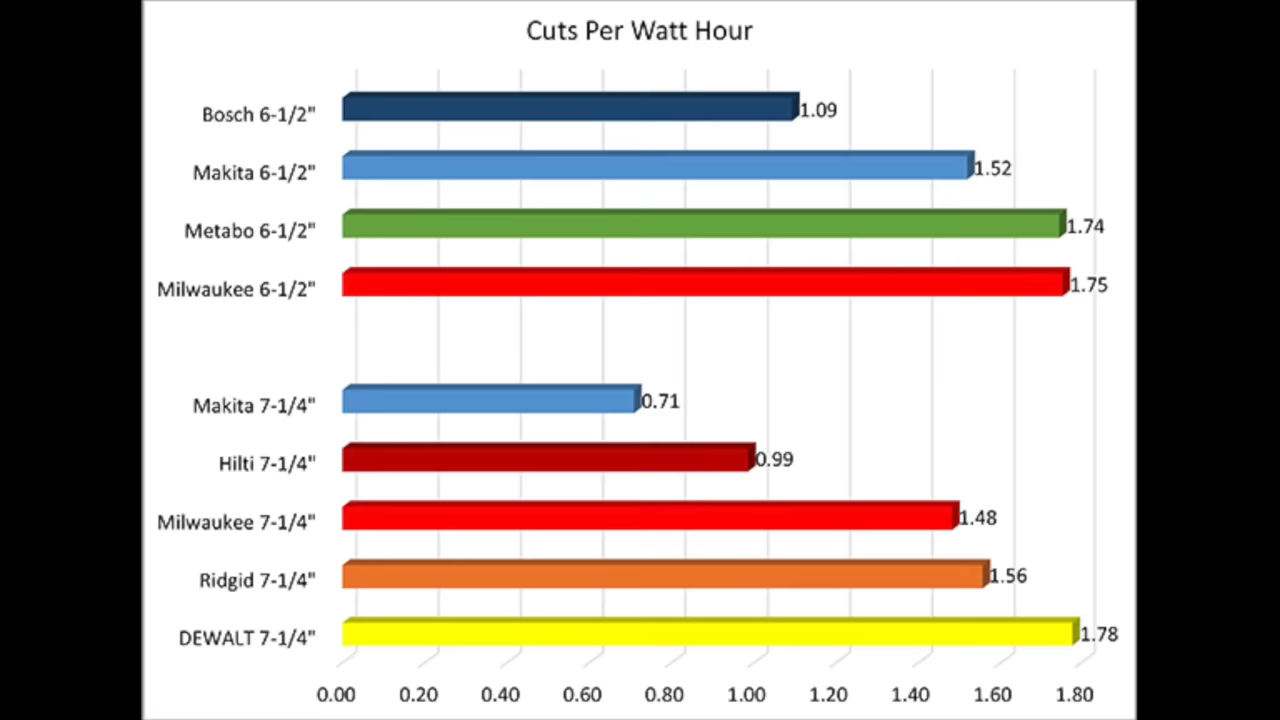 Cuts Per Watt Hour
Bosch 6-1/2" 1.09
Makita 6-1/2" 1.52
Metabo 6-1/2" 1.74
Milwaukee 6-1/2" 1.75
Makita 7-1/4" 0.71
Hilti 7-1/4" 0.99
Milwaukee 7-1/4" 1.48
Ridgid 7-1/4" 1.56
DEWALT 7-1/4" 1.78
0.00 0.20 0.40 0.60 0.80 1.00 1.20 1.40 1.60 1.80